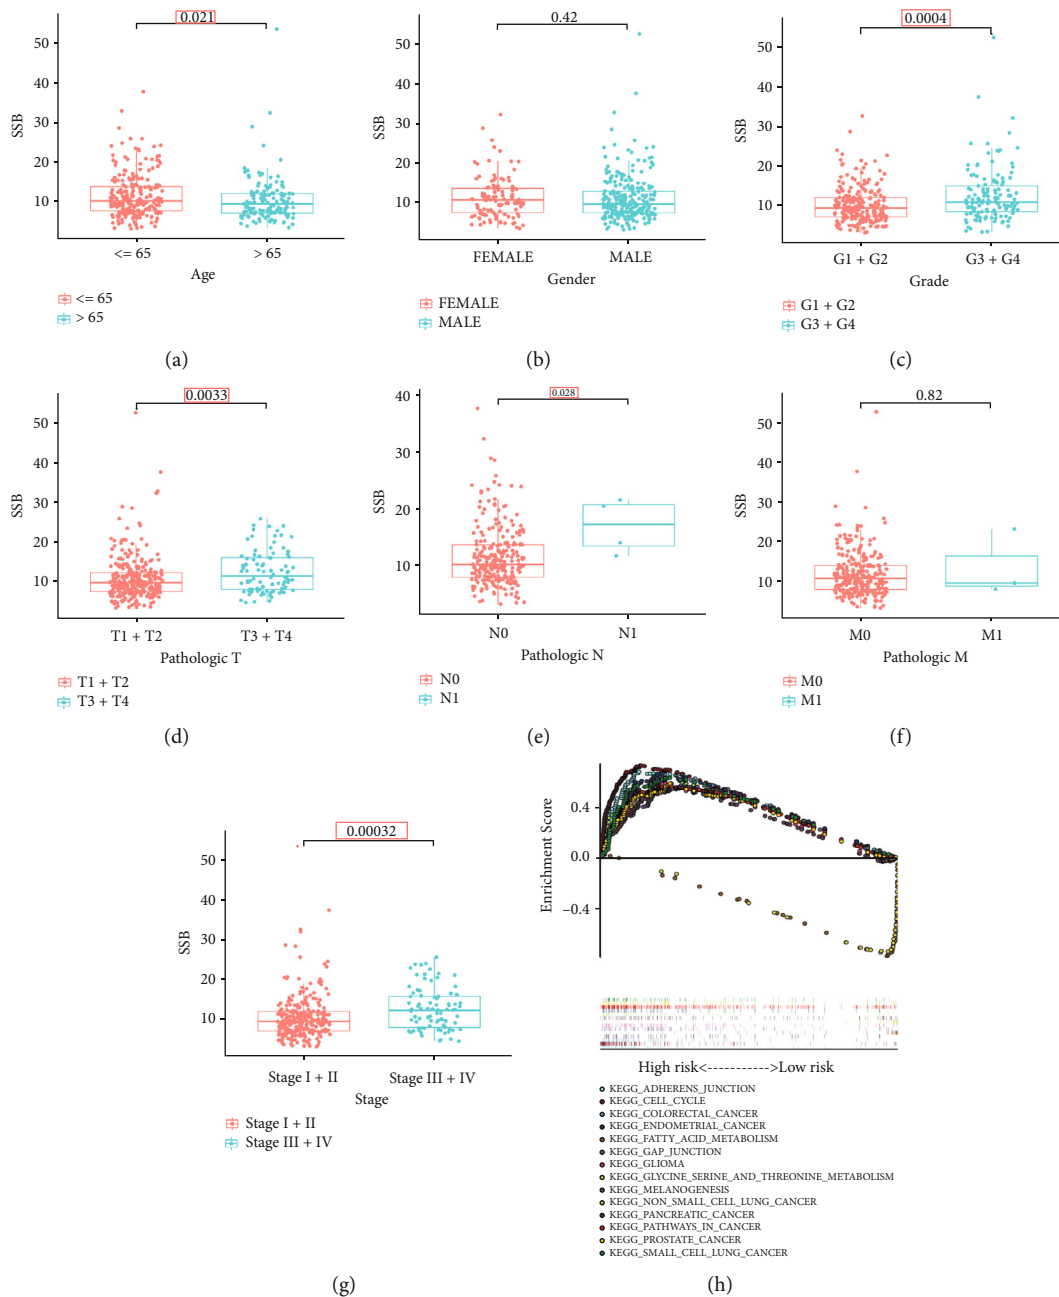 0.021
50
40
30
20
10
SSB
<= 65
> 65
Age
<= 65
> 65
(a)
0.42
50
40
30
20
10
SSB
FEMALE
MALE
Gender
FEMALE
MALE
(b)
0.0004
50
40
30
20
10
SSB
G1 + G2
G3 + G4
Grade
G1 + G2
G3 + G4
(c)
0.0033
50
40
30
20
10
SSB
T1 + T2
T3 + T4
Pathologic T
T1 + T2
T3 + T4
(d)
0.028
40
30
20
10
SSB
N0
N1
Pathologic N
N0
N1
(e)
0.82
50
40
30
20
10
SSB
M0
M1
Pathologic M
M0
M1
(f)
0.00032
50
40
30
20
10
SSB
Stage I + II
Stage III + IV
Stage
Stage I + II
Stage III + IV
(g)
0.4
0.0
−0.4
Enrichment Score
High risk<----------->Low risk
KEGG_ADHERENS_JUNCTION
KEGG_CELL_CYCLE
KEGG_COLORECTAL_CANCER
KEGG_ENDOMETRIAL_CANCER
KEGG_FATTY_ACID_METABOLISM
KEGG_GAP_JUNCTION
KEGG_GLIOMA
KEGG_GLYCINE_SERINE_AND_THREONINE_METABOLISM
KEGG_MELANOGENESIS
KEGG_NON_SMALL_CELL_LUNG_CANCER
KEGG_PANCREATIC_CANCER
KEGG_PATHWAYS_IN_CANCER
KEGG_PROSTATE_CANCER
KEGG_SMALL_CELL_LUNG_CANCER
(h)